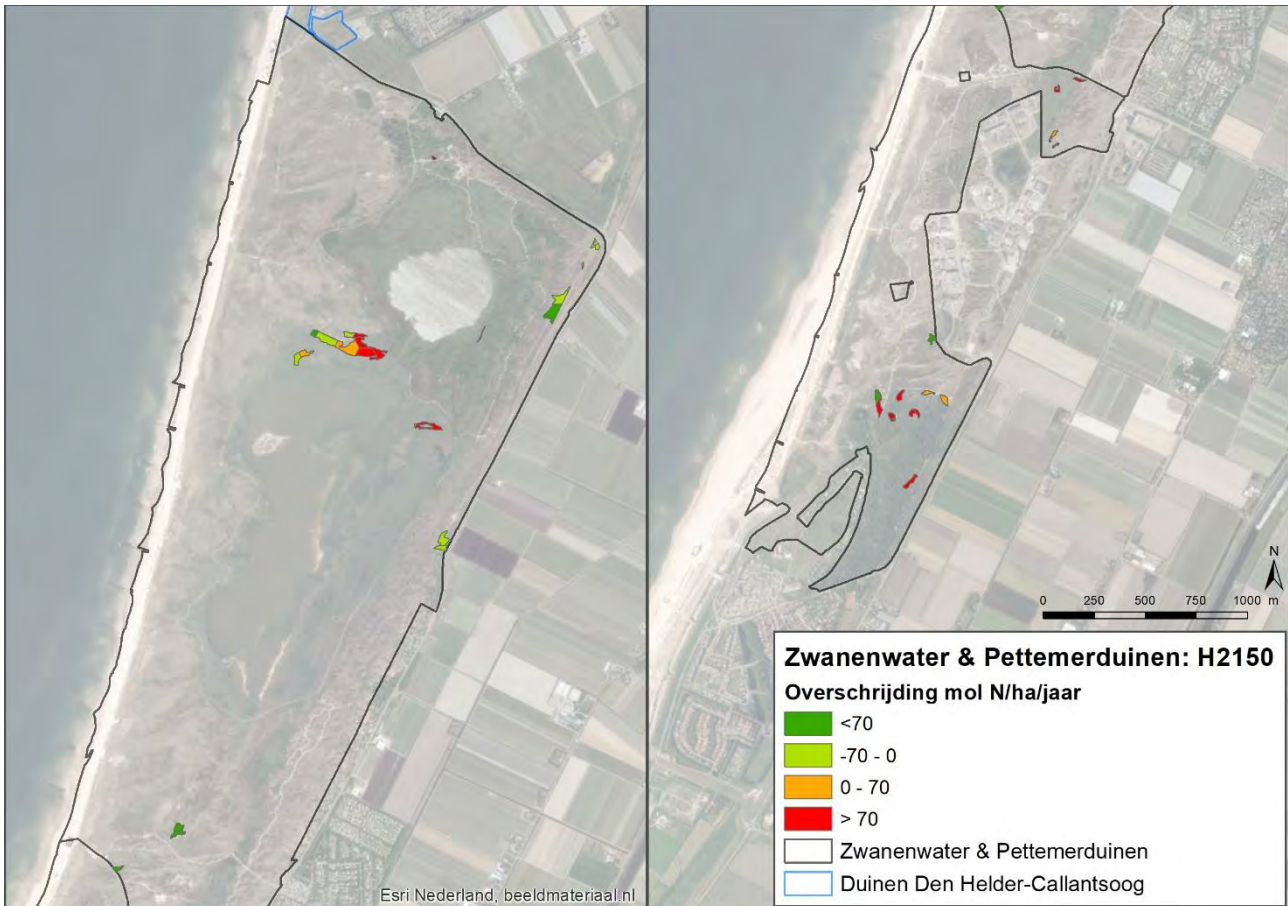 Esri Nederland, beeldmateriaal.nl
N
0 250 500 750 1000
m
Zwanenwater & Pettemerduinen: H2150
Overschrijding mol N/ha/jaar
<70
-70 - 0
0 - 70
> 70
Zwanenwater & Pettemerduinen
Duinen Den Helder-Callantsoog